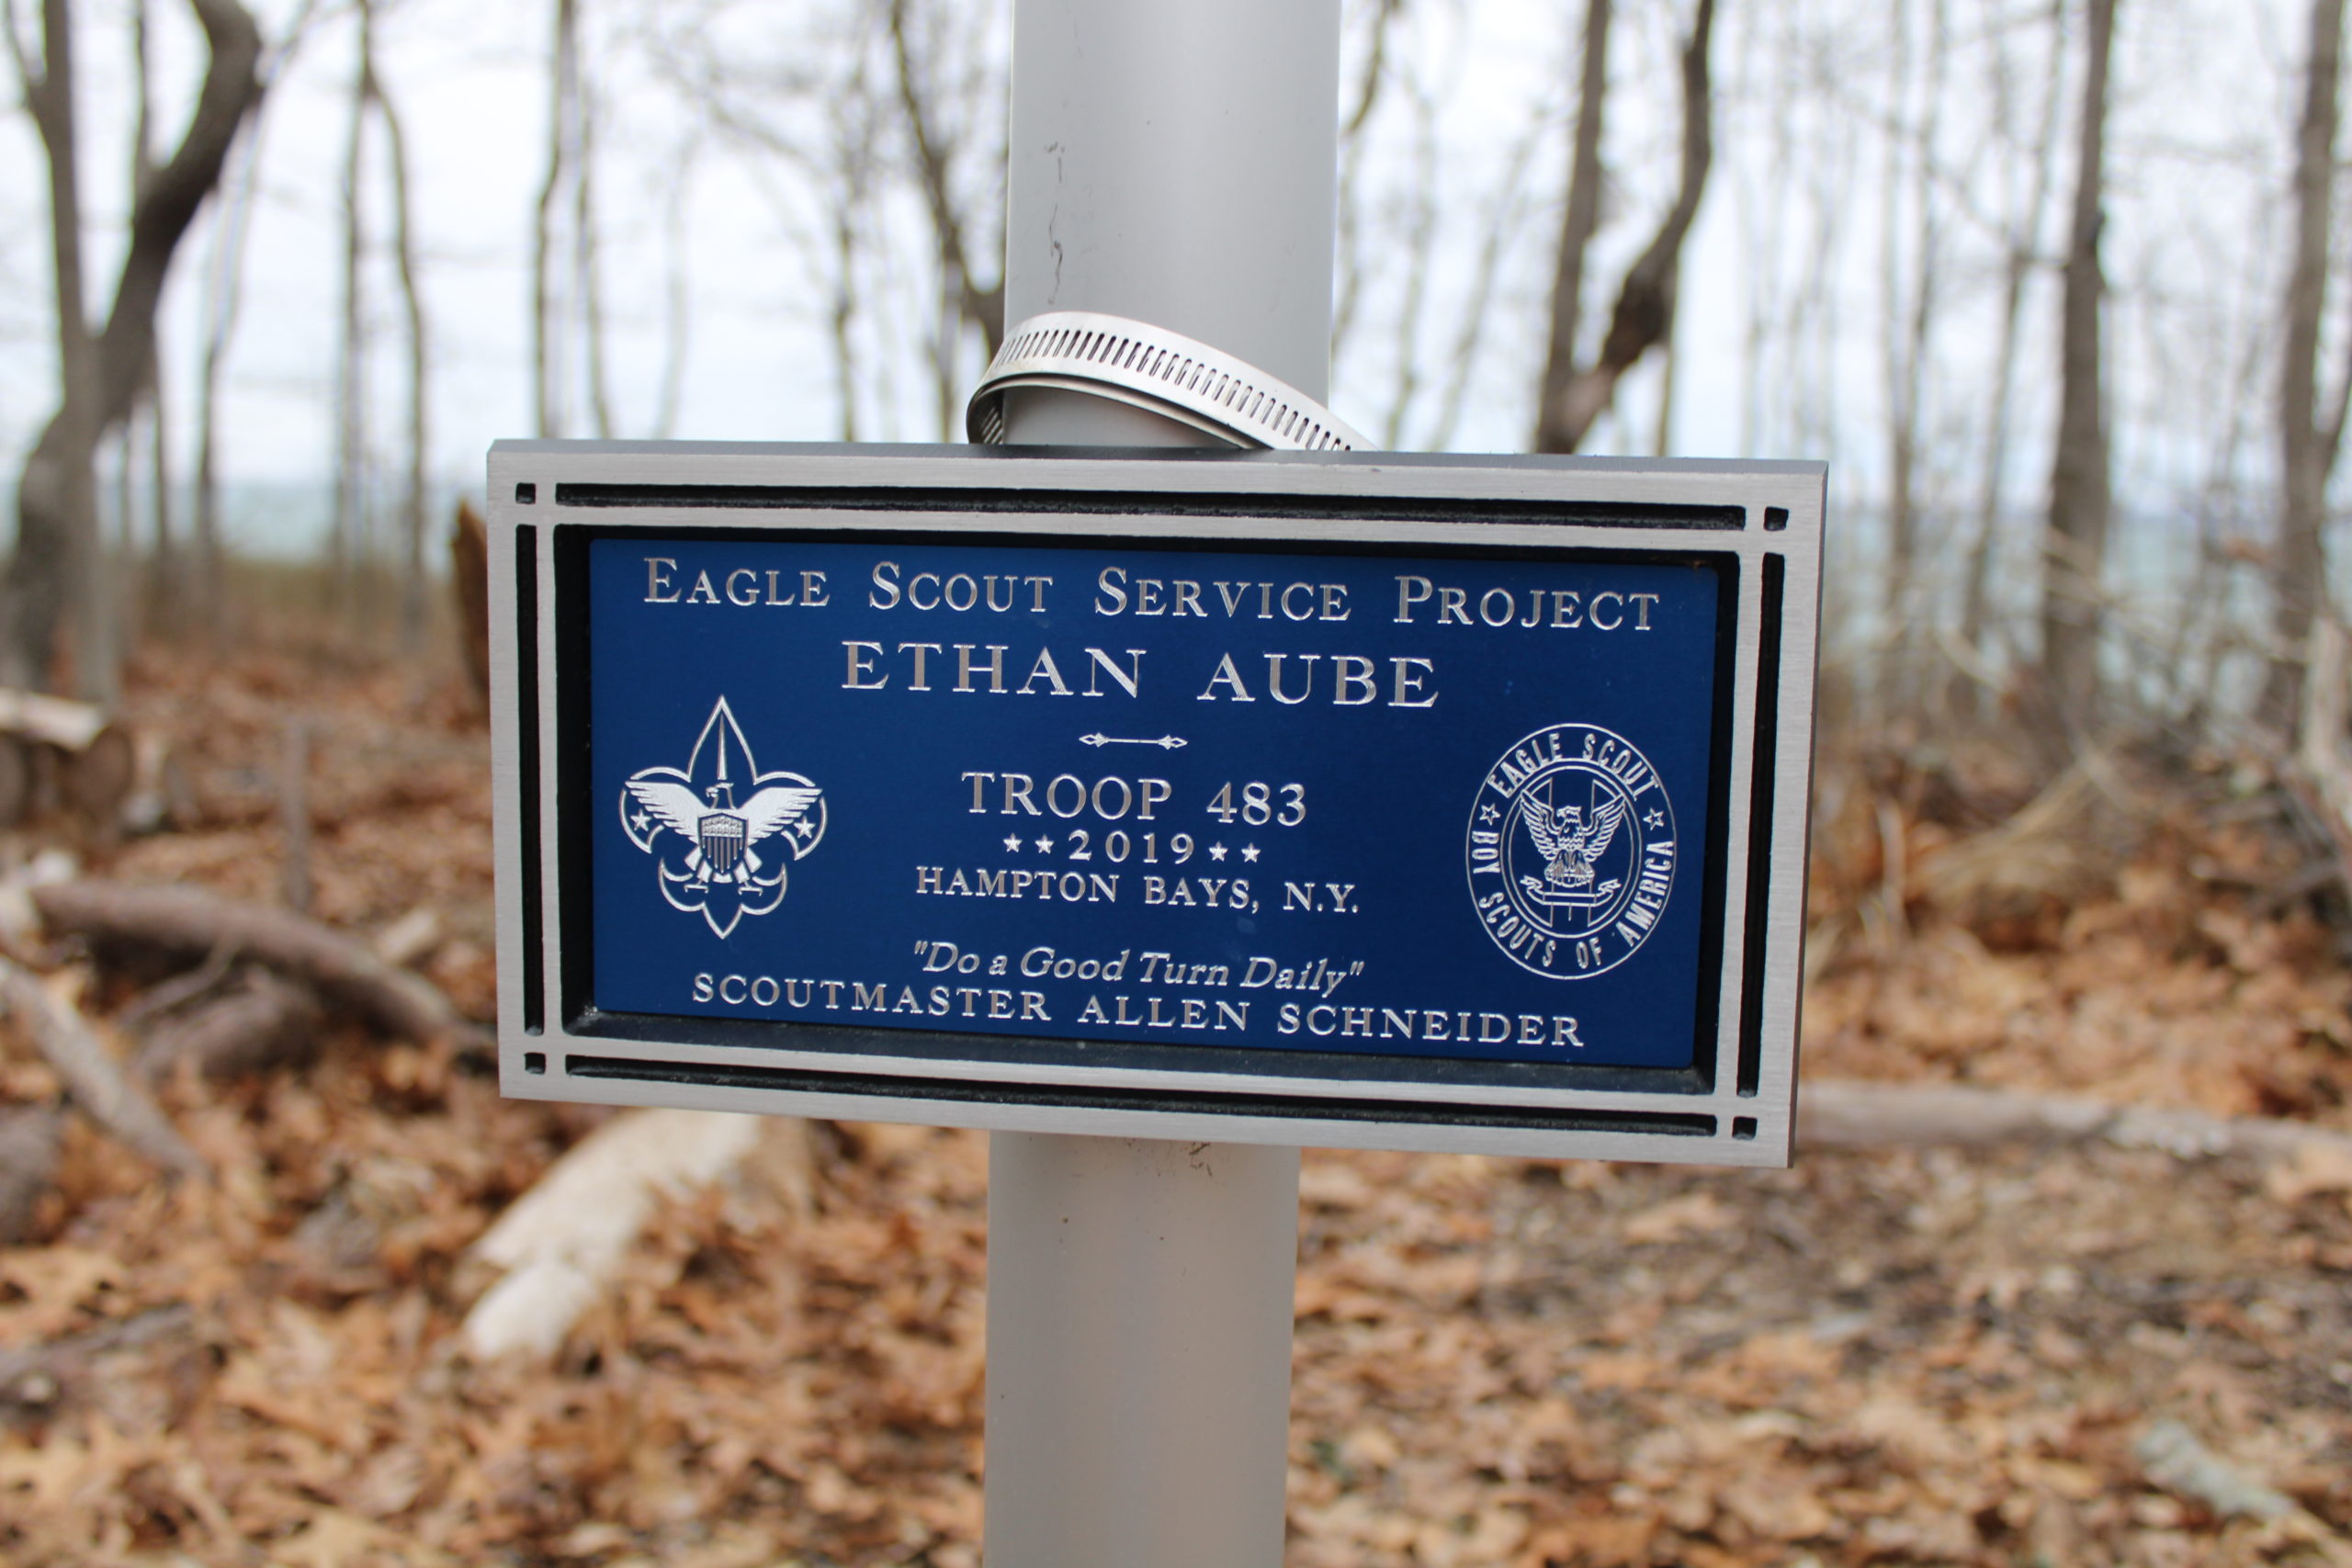 EAGLE SCOUT SERVICE PROJECT
ETHAN AUBE
TROOP 483
★★2019★★
HAMPTON BAYS, N.Y.
"Do a Good Turn Daily"
SCOUTMASTER ALLEN SCHNEIDER
★ EAGLE SCOUT ★
BOY SCOUTS OF AMERICA